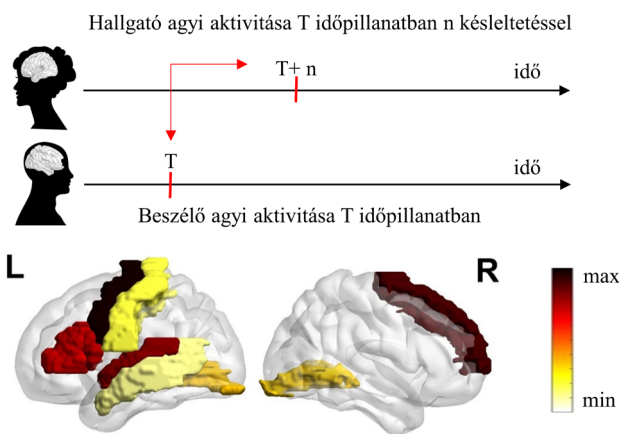 Hallgató agyi aktivitása T időpillanatban n késleltetéssel
T+ n
idő
T
idő
Beszélő agyi aktivitása T időpillanatban
L
R
max
min